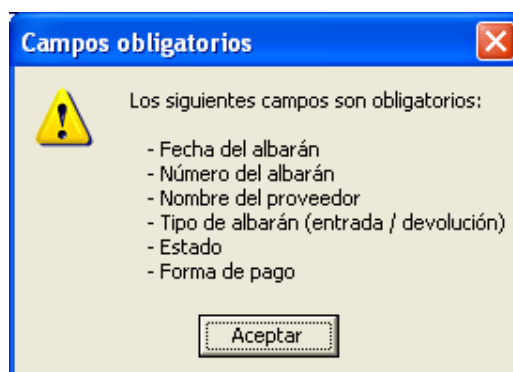 Campos obligatorios
Los siguientes campos son obligatorios:
- Fecha del albarán
- Número del albarán
- Nombre del proveedor
- Tipo de albarán (entrada / devolución)
- Estado
- Forma de pago
Aceptar